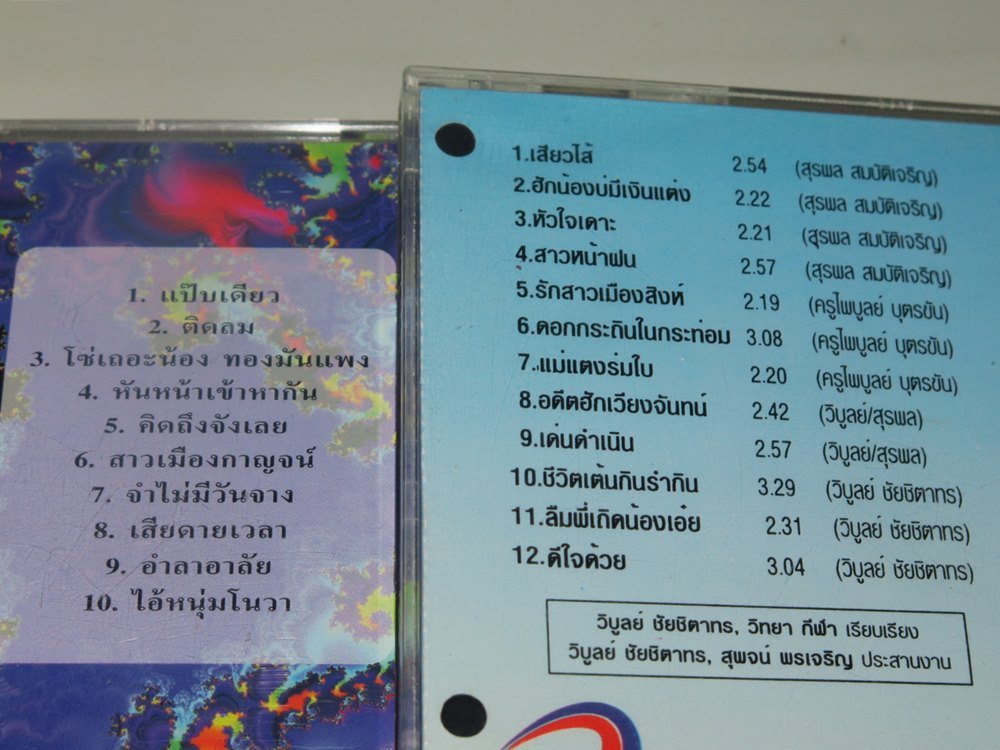 1. แป๊บเดียว
2. ติดลม
3. โซ่เถอะน้อง ทองมันแพง
4. หันหน้าเข้าหากัน
5. คิดถึงจังเลย
6. สาวเมืองกาญจน์
7. จำไม่มีวันจาง
8. เสียดายเวลา
9. อำลาอาลัย
10. ไอ้หนุ่มโนวา
1.เสียวไส้ 2.54 (สุรพล สมบัติเจริญ)
2.ฮักน้องบ่มีเงินแต่ง 2.22 (สุรพล สมบัติเจริญ)
3.หัวใจเดาะ 2.21 (สุรพล สมบัติเจริญ)
4.สาวหน้าฝน 2.57 (สุรพล สมบัติเจริญ)
5.รักสาวเมืองสิงห์ 2.19 (ครูไพบูลย์ บุตรขัน)
6.ดอกกระถินในกระท่อม 3.08 (ครูไพบูลย์ บุตรขัน)
7.แม่แตงร่มใบ 2.20 (ครูไพบูลย์ บุตรขัน)
8.อดีตฮักเวียงจันทน์ 2.42 (วิบูลย์/สุรพล)
9.เด่นดำเนิน 2.57 (วิบูลย์/สุรพล)
10.ชีวิตเต้นกินรำกิน 3.29 (วิบูลย์ ชัยชิตาทร)
11.ลืมพี่เถิดน้องเอ๋ย 2.31 (วิบูลย์ ชัยชิตาทร)
12.ดีใจด้วย 3.04 (วิบูลย์ ชัยชิตาทร)
วิบูลย์ ชัยชิตาทร, วิทยา กีฬา เรียบเรียง
วิบูลย์ ชัยชิตาทร, สุพจน์ พรเจริญ ประสานงาน